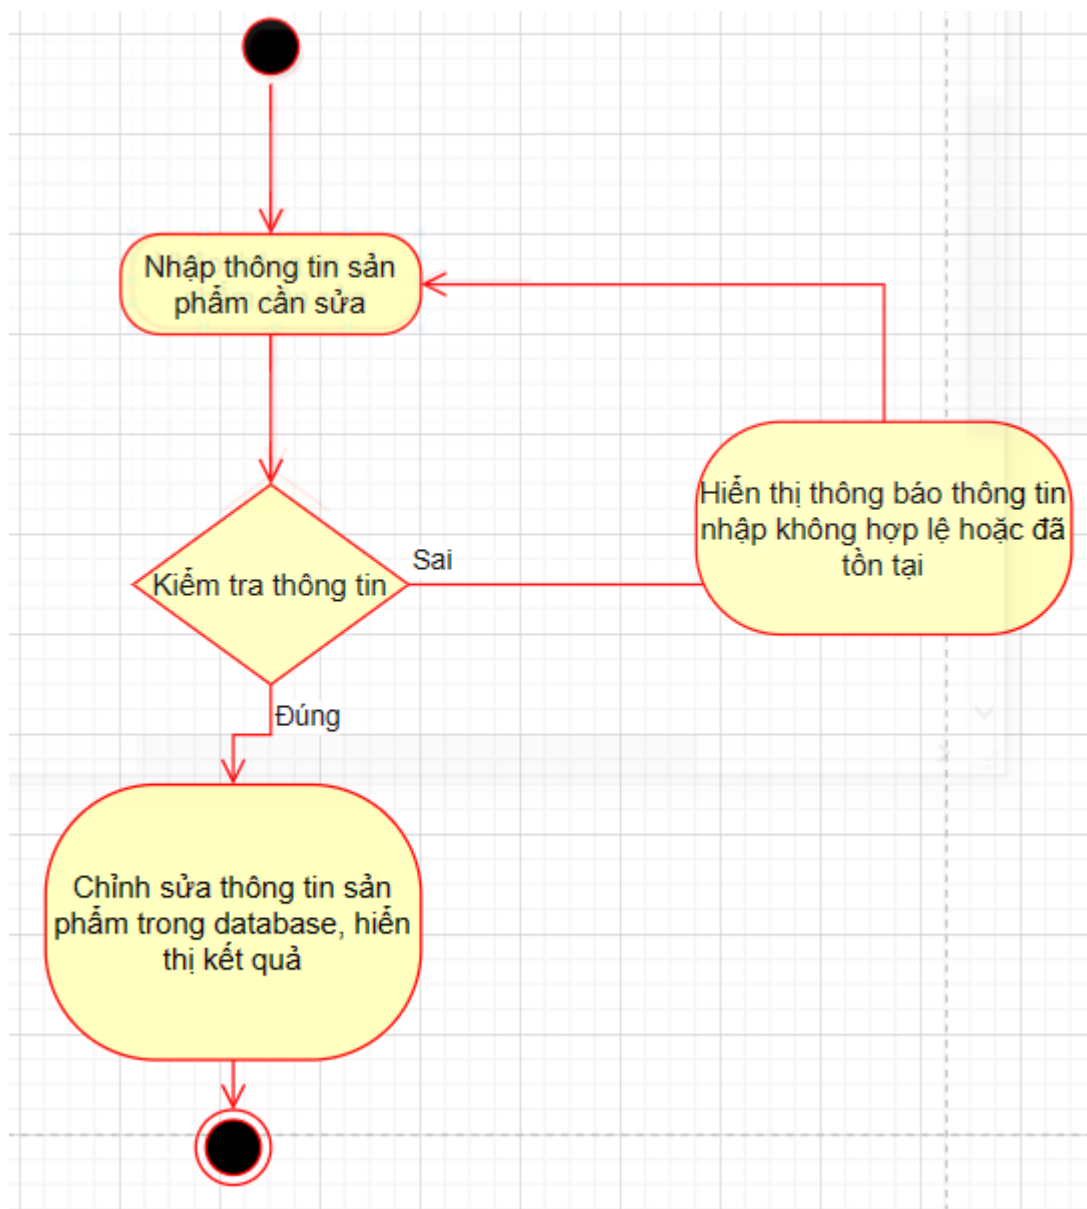 Nhập thông tin sản
phẩm cần sửa
Hiển thị thông báo thông tin
nhập không hợp lệ hoặc đã
tồn tại
Sai
Kiểm tra thông tin
Đúng
Chỉnh sửa thông tin sản
phẩm trong database, hiển
thị kết quả